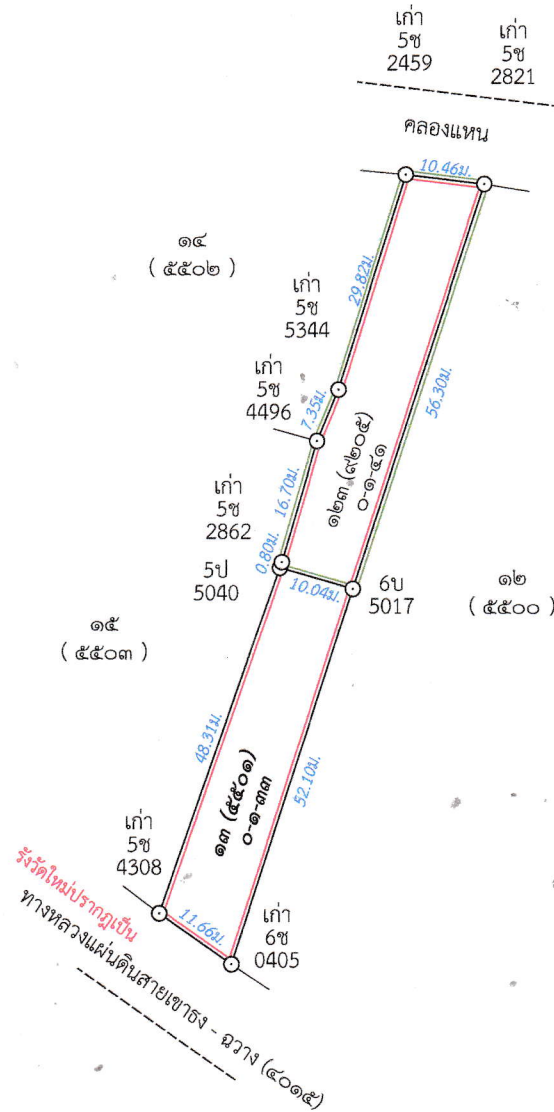 เก่า
5ช
2459
เก่า
5ช
2821
คลองแหน
10.46ม.
๑๔
( ๕๕๐๒ )
29.82ม.
เก่า
5ช
5344
เก่า
5ช
4496
7.35ม.
56.30ม.
๑๒๓ (๙๒๐๕)
๐-๑-๔๑
16.70ม.
เก่า
5ช
2862
0.80ม.
5ป
5040
10.04ม.
6บ
5017
๑๒
( ๕๕๐๐ )
๑๕
( ๕๕๐๓ )
48.31ม.
52.10ม.
๑๓ (๕๕๐๑)
๐-๑-๓๓
เก่า
5ช
4308
11.66ม.
เก่า
6ช
0405
รังวัดใหม่ปรากฏเป็น
ทางหลวงแผ่นดินสายเขาธง - ฉวาง (๔๐๑๕)